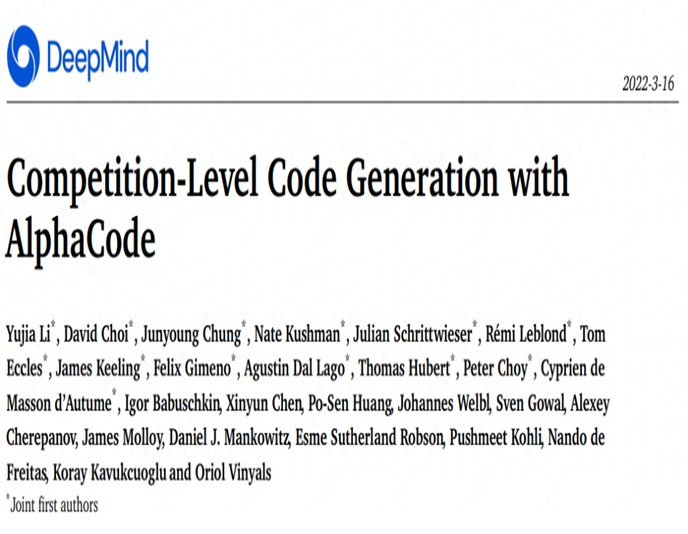 DeepMind
2022-3-16
Competition-Level Code Generation with
AlphaCode
Yujia Li*, David Choi*, Junyoung Chung*, Nate Kushman*, Julian Schrittwieser*, Rémi Leblond*, Tom
Eccles*, James Keeling*, Felix Gimeno*, Agustin Dal Lago*, Thomas Hubert*, Peter Choy*, Cyprien de
Masson d'Autume*, Igor Babuschkin, Xinyun Chen, Po-Sen Huang, Johannes Welbl, Sven Gowal, Alexey
Cherepanov, James Molloy, Daniel J. Mankowitz, Esme Sutherland Robson, Pushmeet Kohli, Nando de
Freitas, Koray Kavukcuoglu and Oriol Vinyals
*Joint first authors